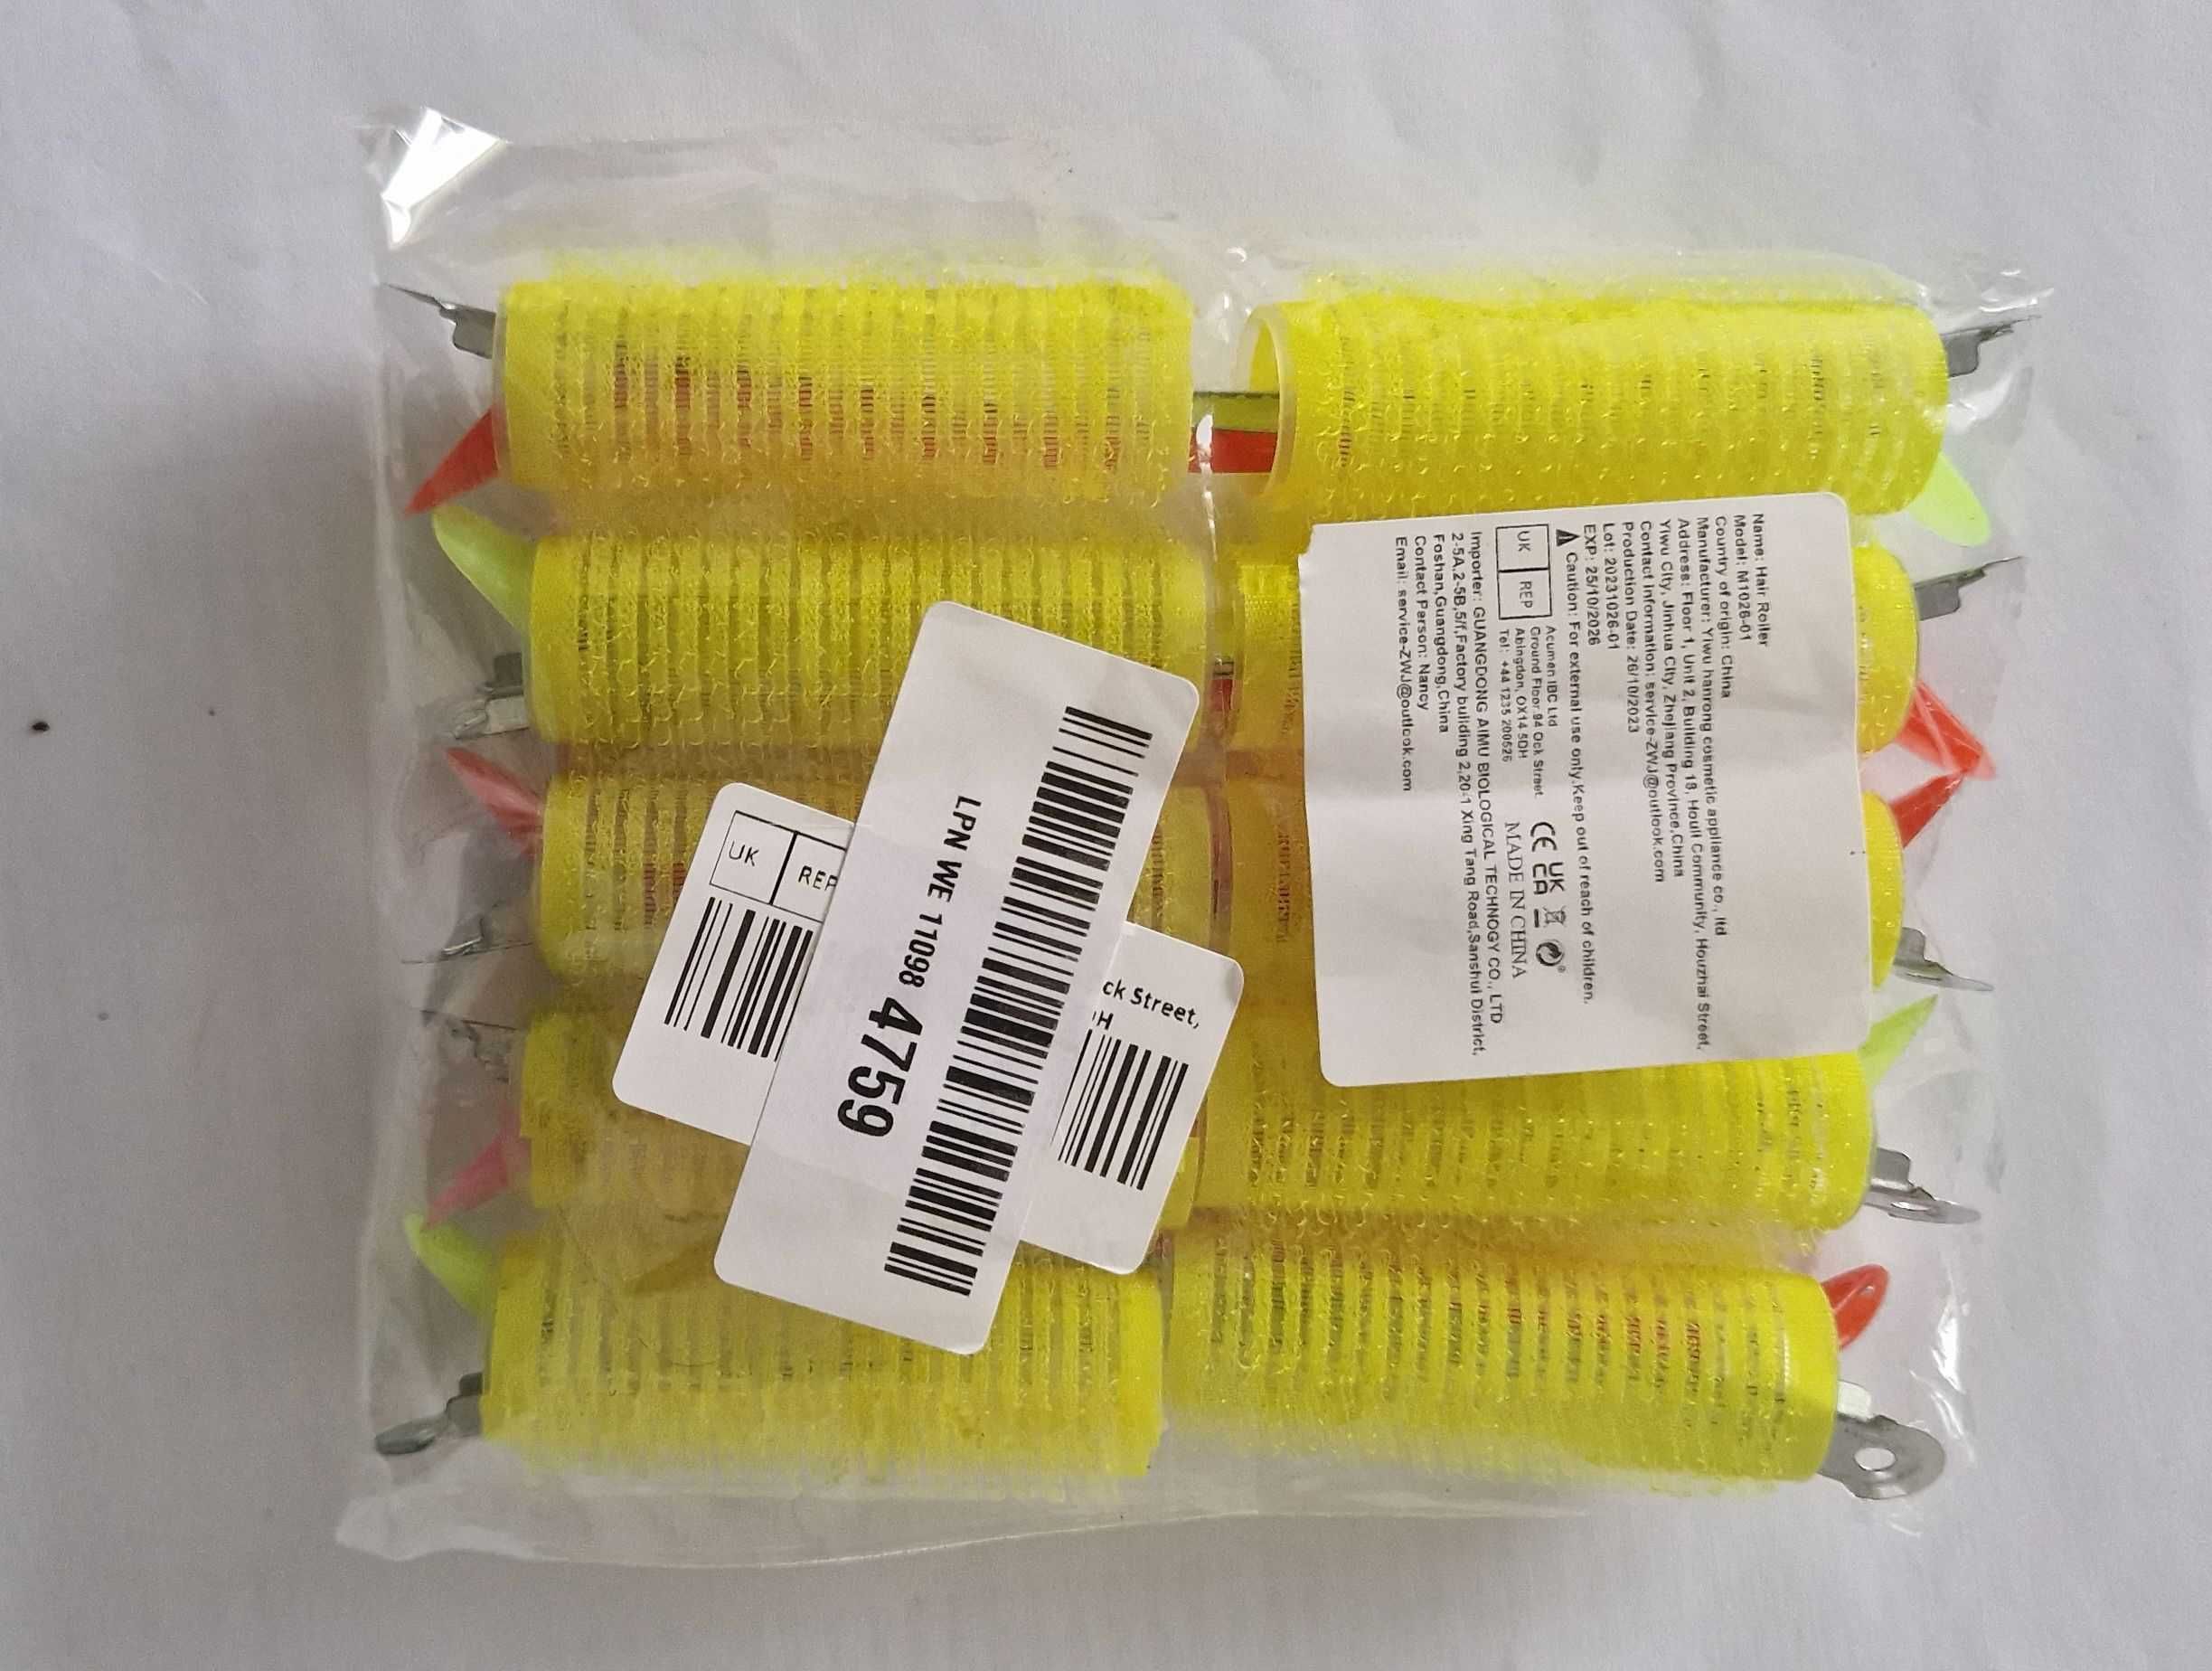 Name: Hair Roller
Model: M1026-01
Country of origin: China
Manufacturer: Yiwu hanrong cosmetic appliance co., ltd
Address: Floor 1, Unit 2, Building 18, Houli Community, Houzhai Street,
Yiwu City, Jinhua City, Zhejiang Province,China
Contact information: service-ZWJ@outlook.com
Production Date: 26/10/2023
Lot: 20231026-01
EXP: 25/10/2026
Caution: For external use only.Keep out of reach of children.
UK REP
Acumen IBC Ltd
Ground Floor 94 Ock Street.
Abingdon, OX14 5DH
Tel: +44 1235 200526
CE UK CA
MADE IN CHINA
Importer: GUANGDONG AIMU BIOLOGICAL TECHNOGY CO., LTD
2-5A,2-5B,5/f,Factory building 2,20-1 Xing Tang Road,Sanshui District,
Foshan,Guangdong,China
Contact Person: Nancy
Email: service-ZWJ@outlook.com
LPN WE 11098 4759
UK REP
ck Street,
H